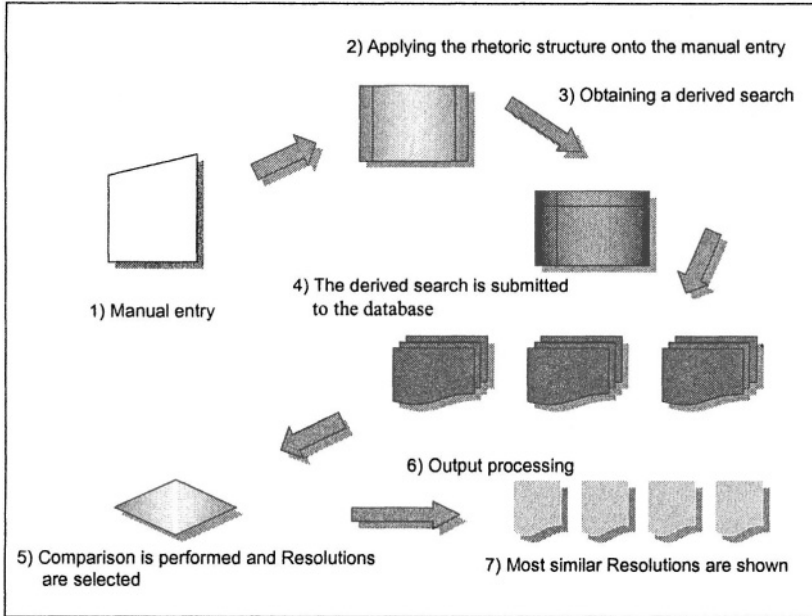 2) Applying the rhetoric structure onto the manual entry
3) Obtaining a derived search
1) Manual entry
4) The derived search is submitted
to the database
6) Output processing
5) Comparison is performed and Resolutions
are selected
7) Most similar Resolutions are shown